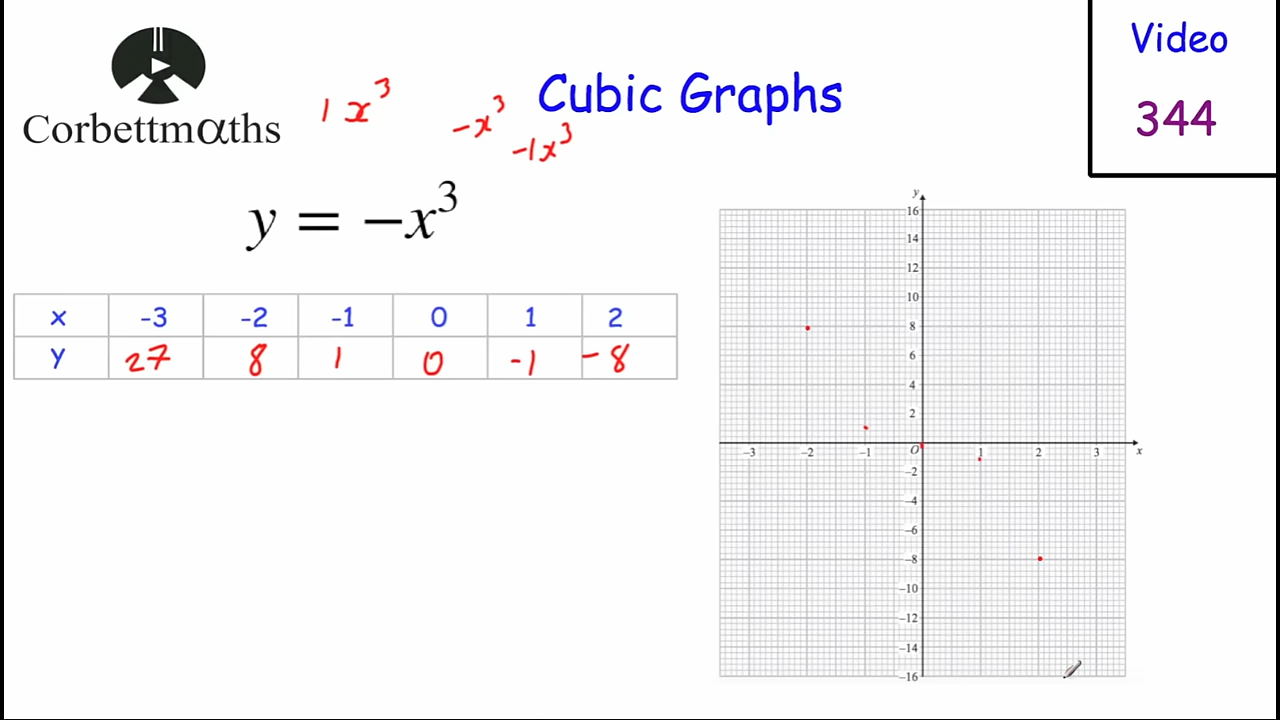 Corbettmαths
1x³
-x³
-1x³
Cubic Graphs
Video
344
y = −x³
x -3 -2 -1 0 1 2
y 27 8 1 0 -1 -8
y
16
14
12
10
8
6
4
2
−3 −2 −1 O 1 2 3 x
−2
−4
−6
−8
−10
−12
−14
−16